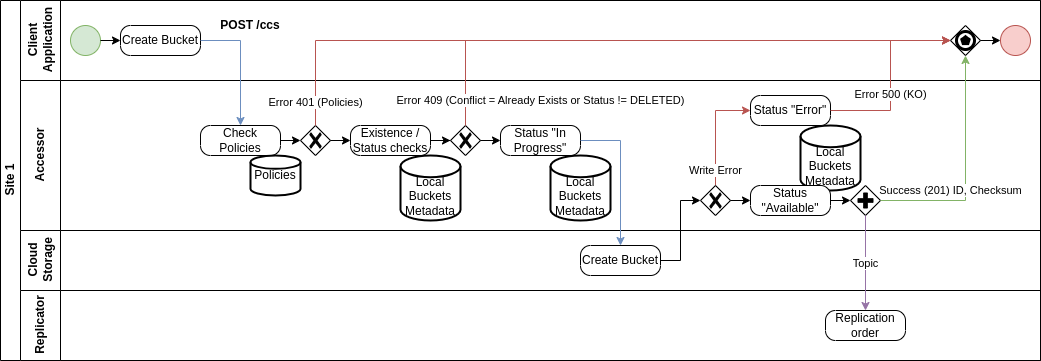 Site 1
Client
Application
Create Bucket
POST /ccs
Accessor
Error 401 (Policies)
Error 409 (Conflict = Already Exists or Status != DELETED)
Error 500 (KO)
Check
Policies
Policies
Existence /
Status checks
Local
Buckets
Metadata
Status "In
Progress"
Local
Buckets
Metadata
Write Error
Status "Error"
Local
Buckets
Metadata
Status
"Available"
Success (201) ID, Checksum
Cloud
Storage
Create Bucket
Topic
Replicator
Replication
order